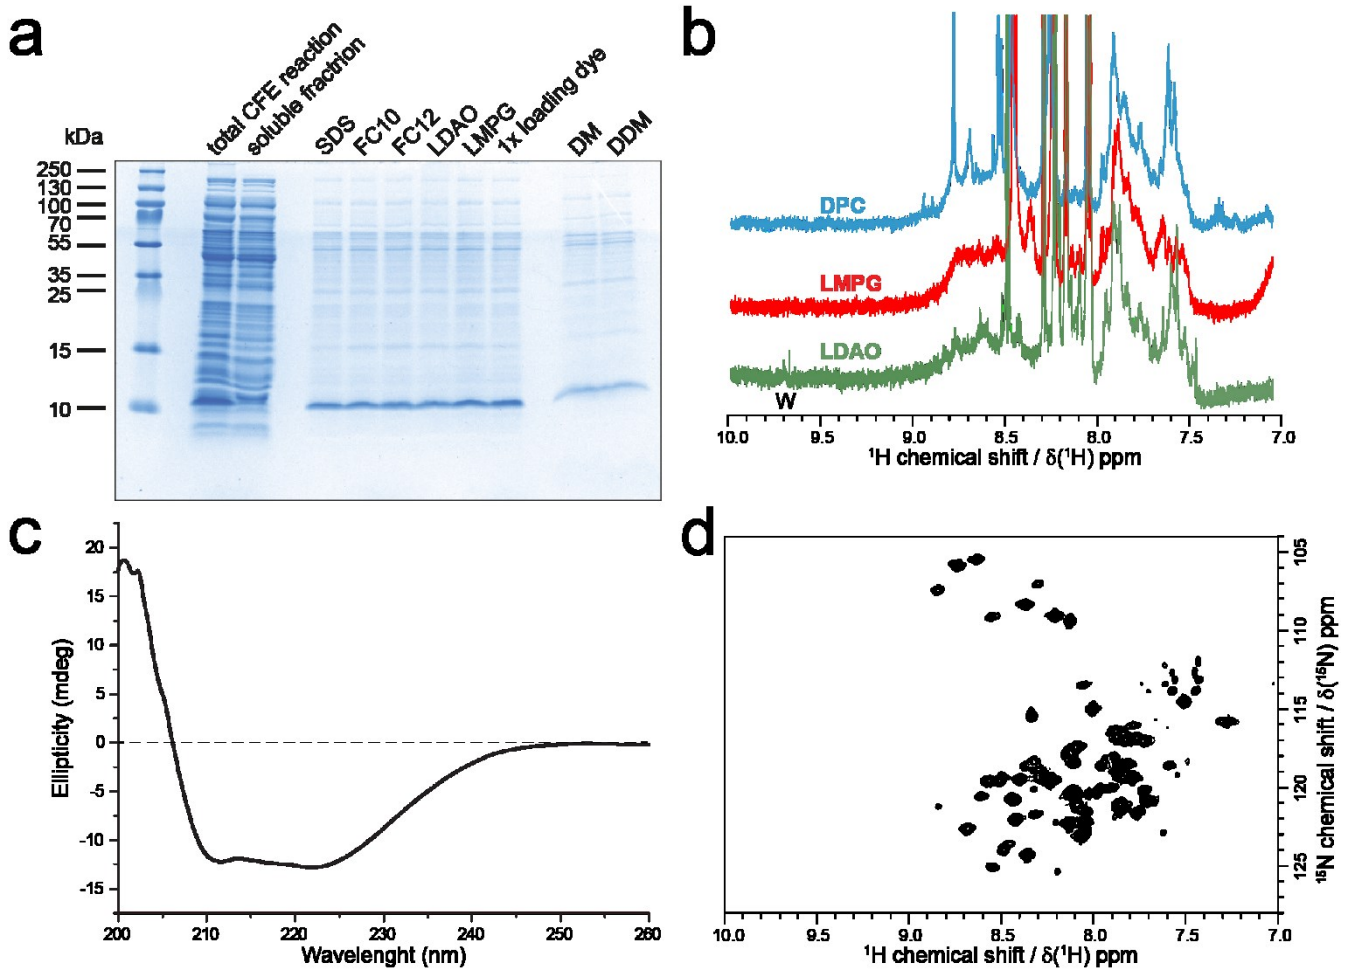 a
kDa
total CFE reaction
soluble fractrion
SDS
FC10
FC12
LDAO
LMPG
1x loading dye
DM
DDM
250
130
100
70
55
35
25
15
10
b
DPC
LMPG
LDAO
W
10.0 9.5 9.0 8.5 8.0 7.5 7.0
¹H chemical shift / δ(¹H) ppm
c
20
15
10
5
0
-5
-10
-15
Ellipticity (mdeg)
200 210 220 230 240 250 260
Wavelenght (nm)
d
105
110
115
120
125
¹⁵N chemical shift / δ(¹⁵N) ppm
10.0 9.5 9.0 8.5 8.0 7.5 7.0
¹H chemical shift / δ(¹H) ppm